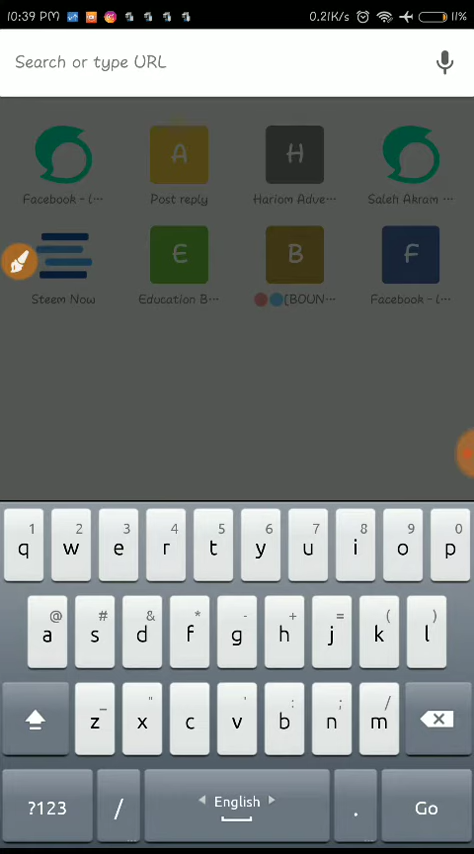 10:39 PM 0.21K/s 11%
Search or type URL
A H
Facebook - (... Post reply Hariom Adve... Saleh Akram ...
E B F
Steem Now Education B... [BOUN... Facebook - (...
1 2 3 4 5 6 7 8 9 0
q w e r t y u i o p
@ # & * - + = ( )
a s d f g h j k l
_ " ' : ; /
z x c v b n m
?123 / English . Go